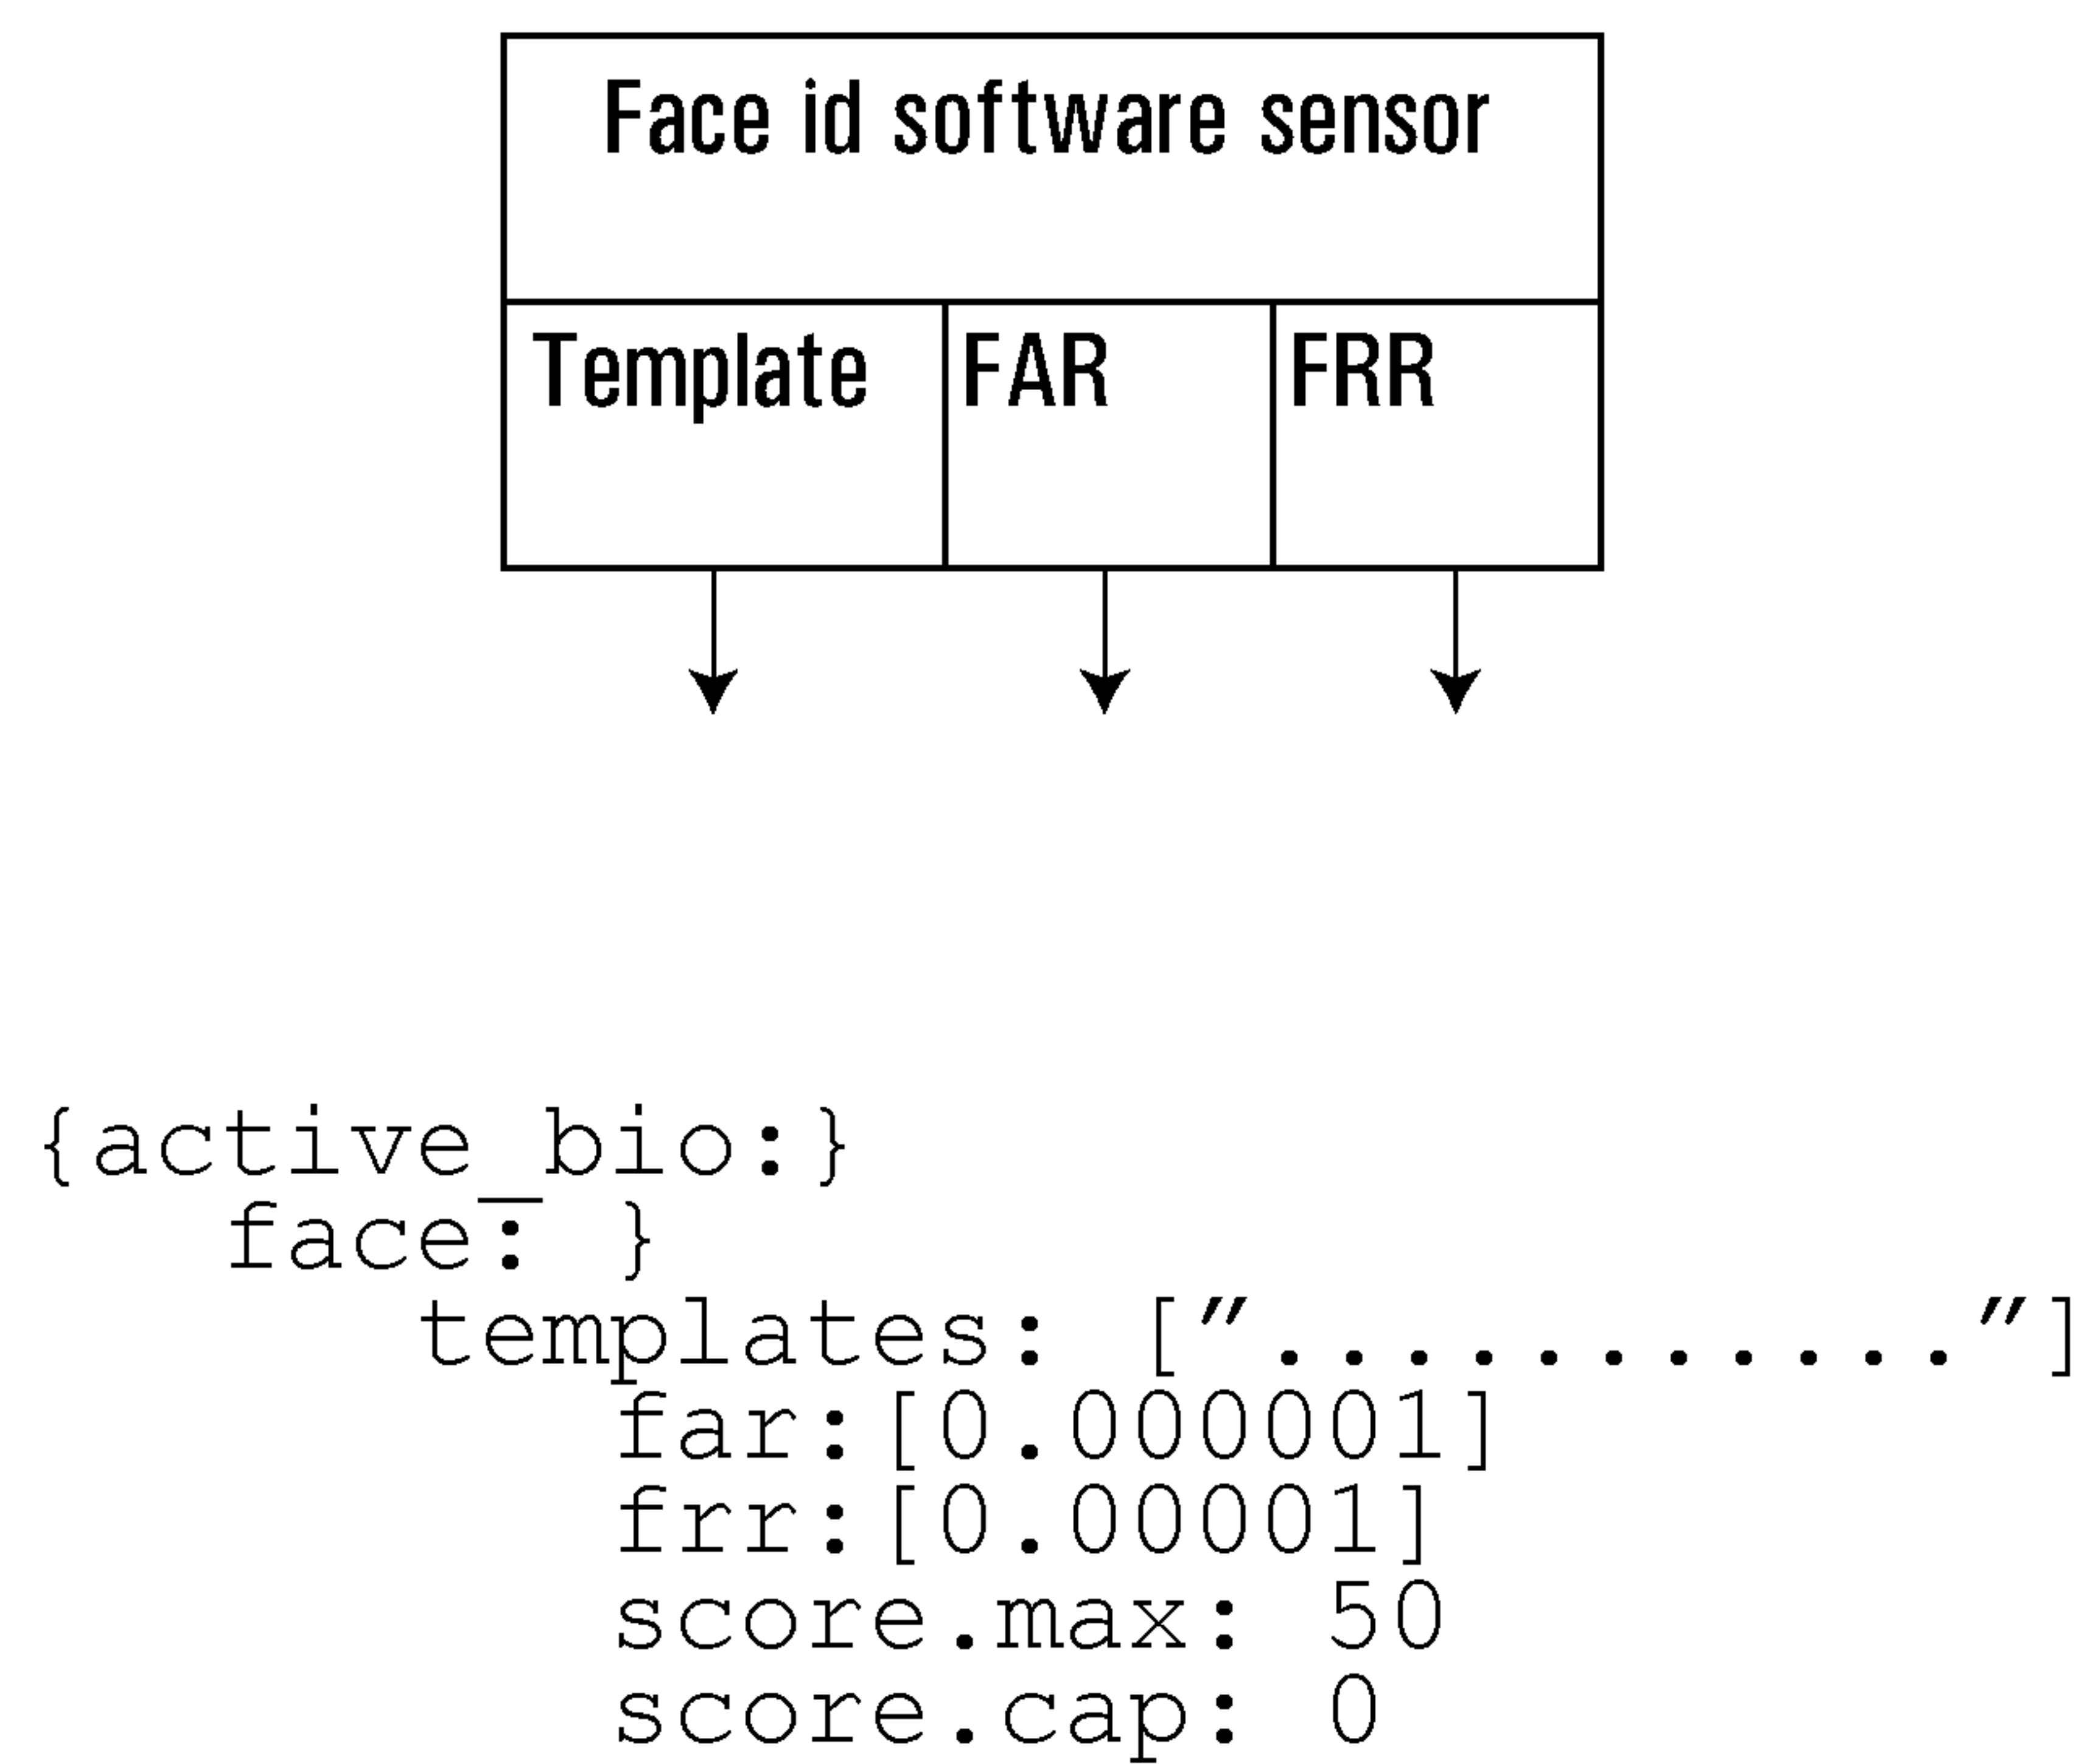 Face id software sensor
Template FAR FRR
{active_bio:}
face: }
templates: ["..........."]
far:[0.000001]
frr:[0.00001]
score.max: 50
score.cap: 0